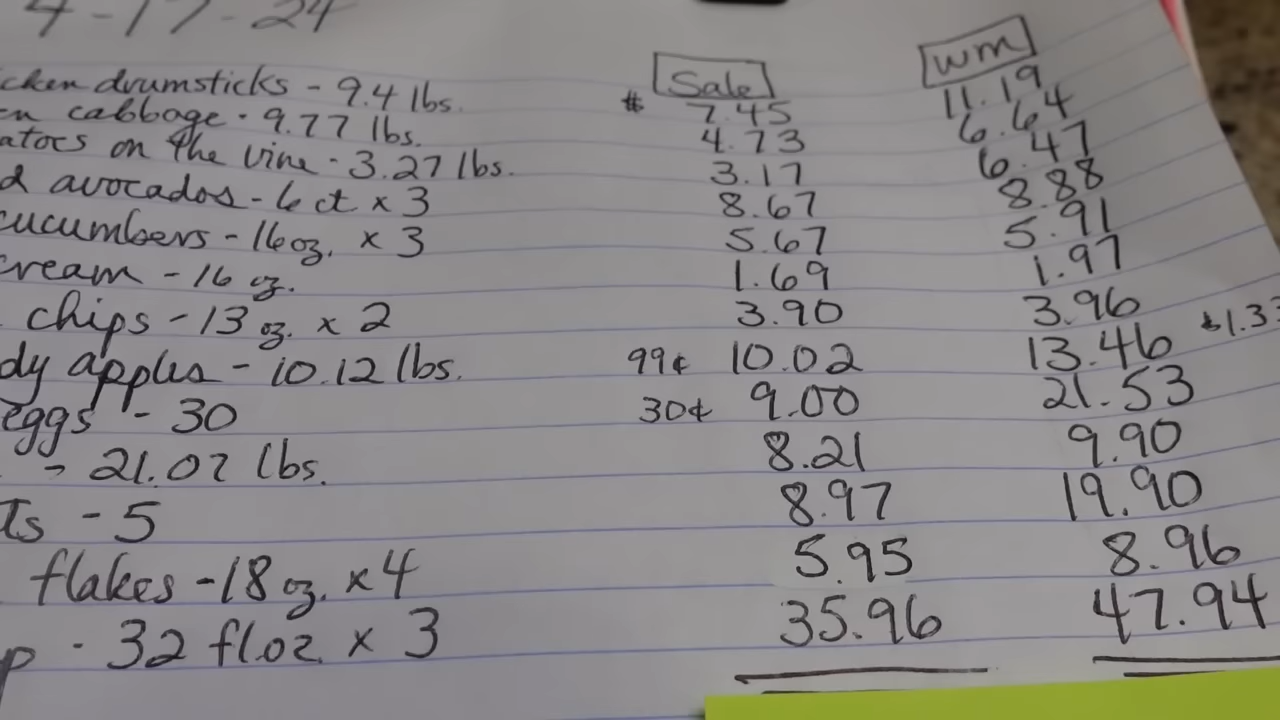 4-17-24
Sale WM
cken drumsticks - 9.4 lbs. $ 7.45 11.19
en cabbage - 9.77 lbs. 4.73 6.64
atoes on the vine - 3.27 lbs. 3.17 6.47
d avocados - 6 ct x 3 8.67 8.88
cucumbers - 16 oz. x 3 5.67 5.91
cream - 16 oz. 1.69 1.97
chips - 13 oz. x 2 3.90 3.96
dy apples - 10.12 lbs. 99¢ 10.02 13.46 $1.33
eggs - 30 30¢ 9.00 21.53
- 21.07 lbs. 8.21 9.90
Ts - 5 8.97 19.90
flakes - 18 oz. x 4 5.95 8.96
p - 32 fl.oz. x 3 35.96 47.94